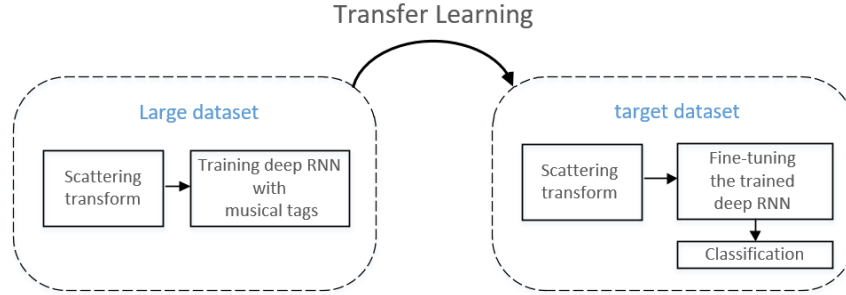 Transfer Learning
Large dataset
Scattering
transform
Training deep RNN
with
musical tags
target dataset
Scattering
transform
Fine-tuning
the trained
deep RNN
Classification